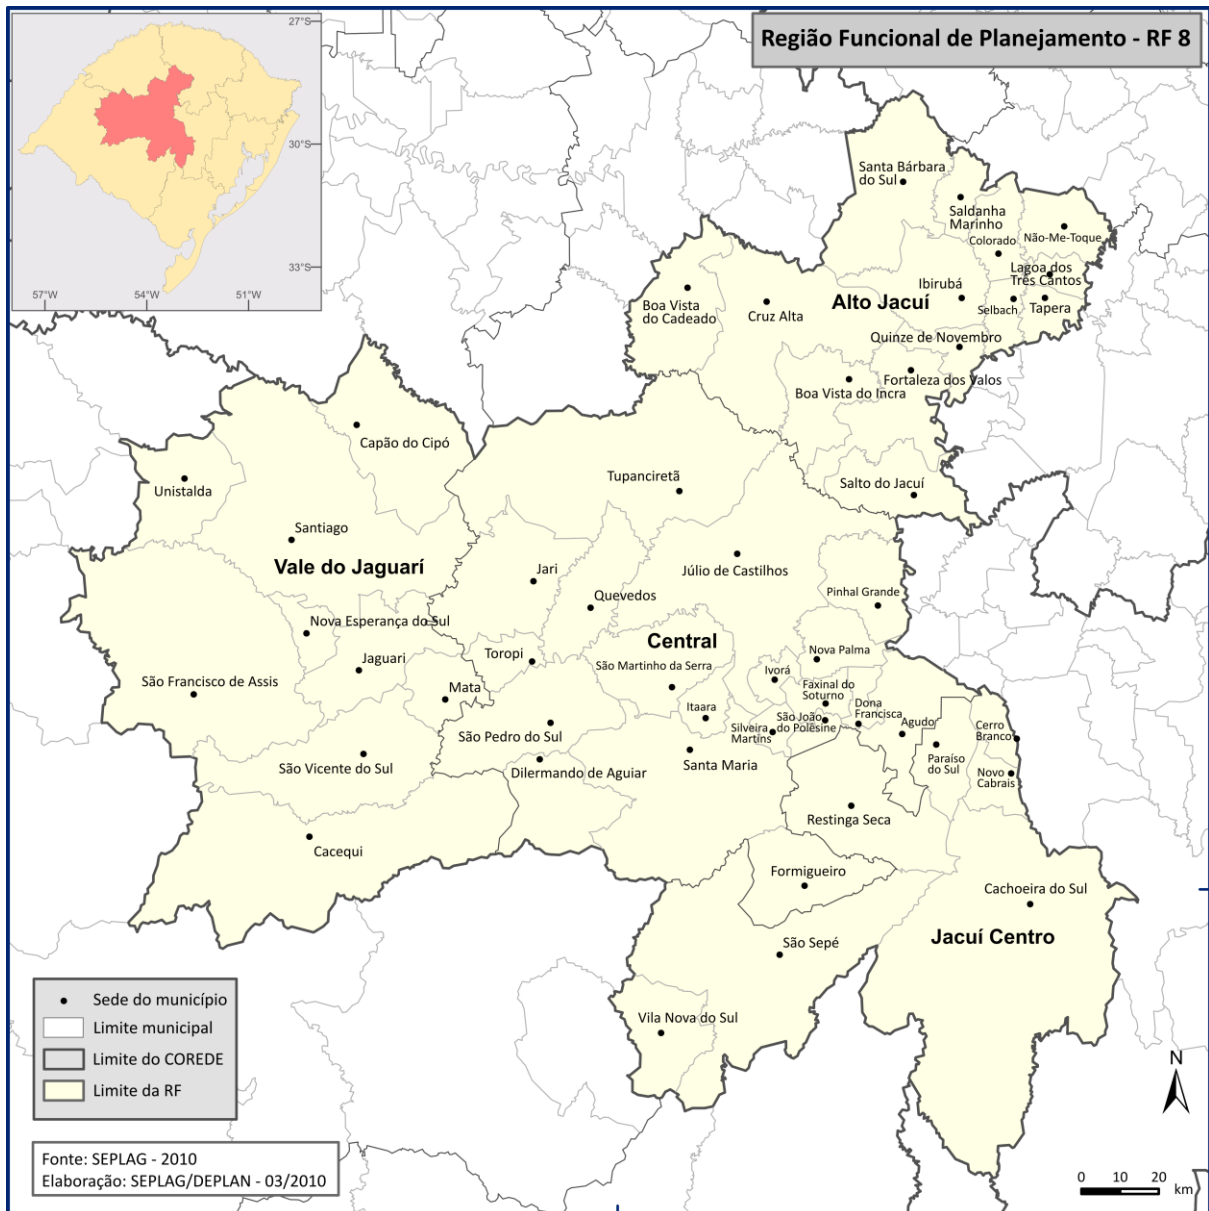 Região Funcional de Planejamento - RF 8
27°S
30°S
33°S
57°W
54°W
51°W
Santa Bárbara
do Sul
Saldanha
Marinho
Colorado
Não-Me-Toque
Lagoa dos
Três Cantos
Ibirubá
Selbach
Tapera
Alto Jacuí
Boa Vista
do Cadeado
Cruz Alta
Quinze de Novembro
Fortaleza dos Valos
Boa Vista do Incra
Salto do Jacuí
Capão do Cipó
Unistalda
Santiago
Vale do Jaguarí
Nova Esperança do Sul
Jaguari
São Francisco de Assis
Mata
São Vicente do Sul
Cacequi
Tupanciretã
Júlio de Castilhos
Jari
Quevedos
Pinhal Grande
Central
Toropi
São Martinho da Serra
Nova Palma
Ivorá
Faxinal do
Soturno
Itaara
Silveira
Martins
São João
do Polêsine
Dona
Francisca
Agudo
São Pedro do Sul
Dilermando de Aguiar
Santa Maria
Paraíso
do Sul
Cerro
Branco
Novo
Cabrais
Restinga Seca
Formigueiro
Cachoeira do Sul
Jacuí Centro
São Sepé
Vila Nova do Sul
Sede do município
Limite municipal
Limite do COREDE
Limite da RF
Fonte: SEPLAG - 2010
Elaboração: SEPLAG/DEPLAN - 03/2010
N
0 10 20
km